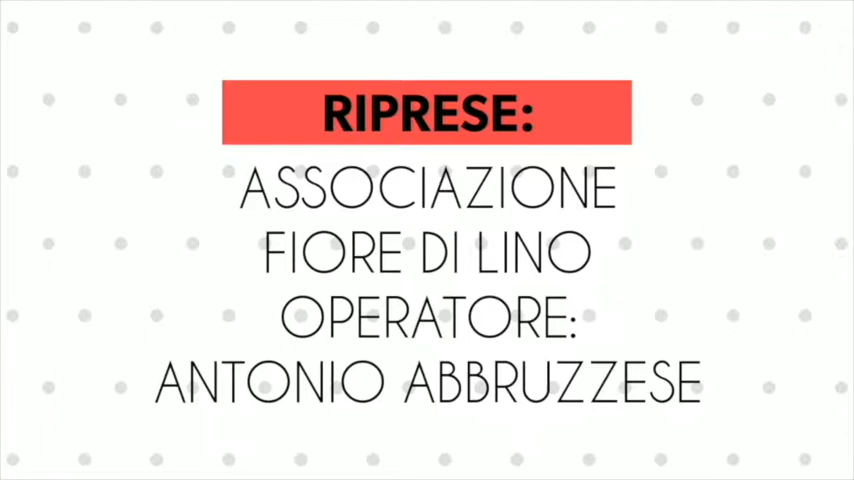 RIPRESE:
ASSOCIAZIONE
FIORE DI LINO
OPERATORE:
ANTONIO ABBRUZZESE